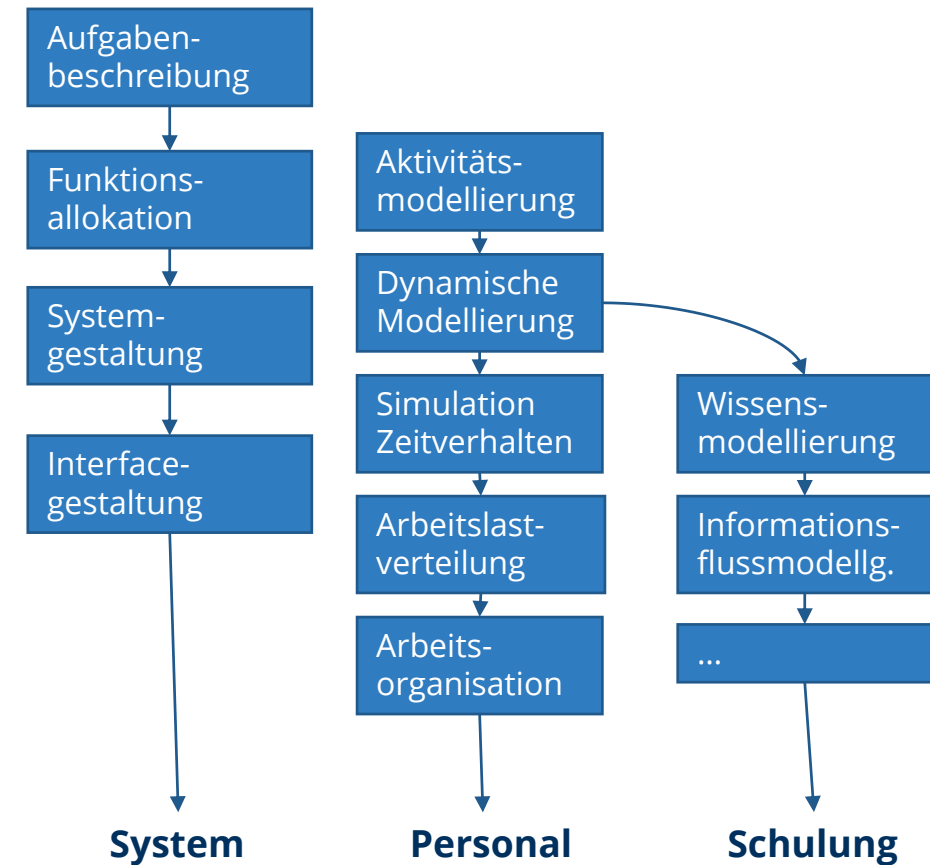 Aufgaben-
beschreibung
Funktions-
allokation
System-
gestaltung
Interface-
gestaltung
System
Aktivitäts-
modellierung
Dynamische
Modellierung
Simulation
Zeitverhalten
Arbeitslast-
verteilung
Arbeits-
organisation
Personal
Wissens-
modellierung
Informations-
flussmodellg.
...
Schulung